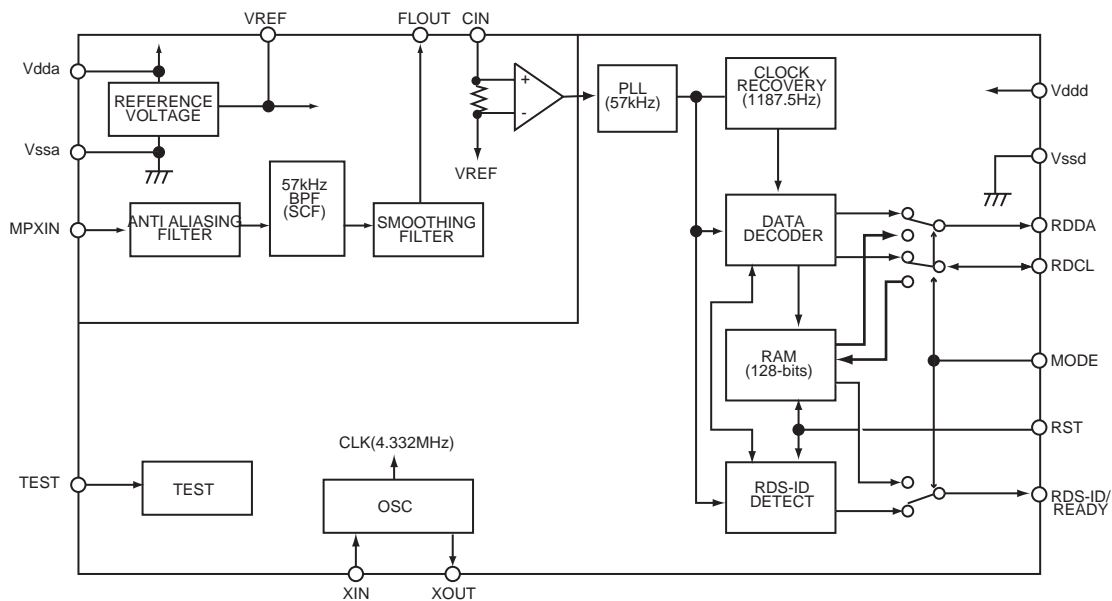 VREF
FLOUT
CIN
Vdda
REFERENCE
VOLTAGE
Vssa
+
-
VREF
PLL
(57kHz)
CLOCK
RECOVERY
(1187.5Hz)
Vddd
Vssd
MPXIN
ANTI ALIASING
FILTER
57kHz
BPF
(SCF)
SMOOTHING
FILTER
DATA
DECODER
RDDA
RDCL
RAM
(128-bits)
MODE
RST
TEST
TEST
CLK(4.332MHz)
OSC
XIN
XOUT
RDS-ID
DETECT
RDS-ID/
READY